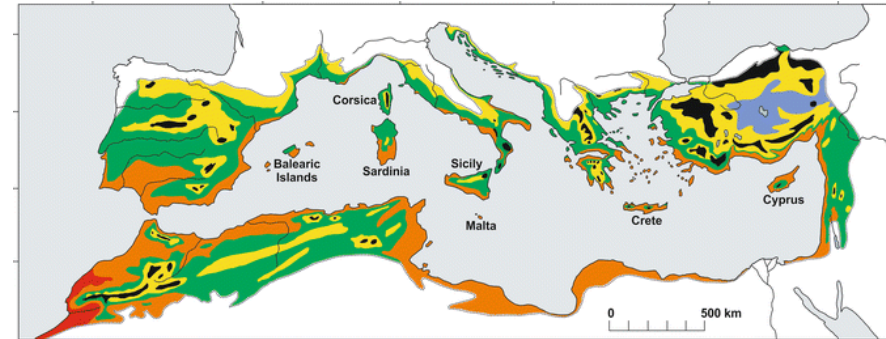 Corsica
Balearic
Islands
Sardinia
Sicily
Malta
Crete
Cyprus
0 500 km